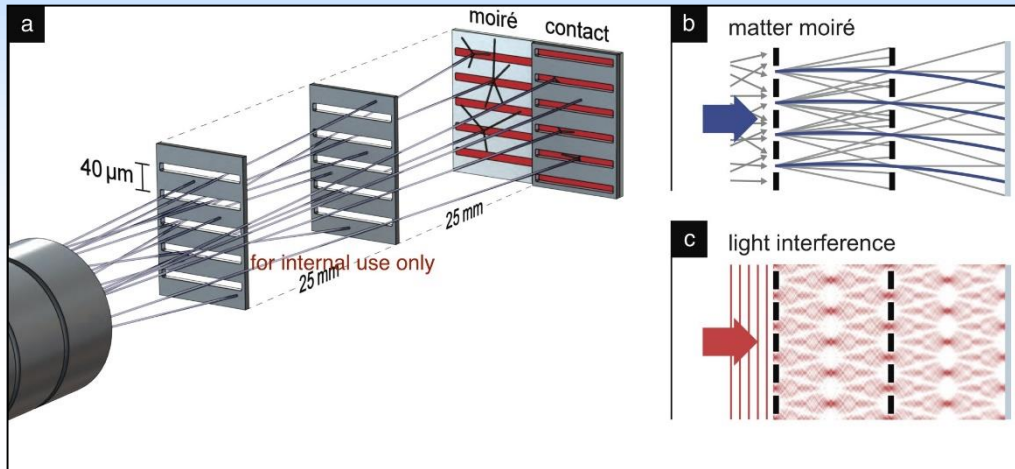 a
moiré
contact
40 µm
25 mm
for internal use only
25 mm
b
matter moiré
c
light interference